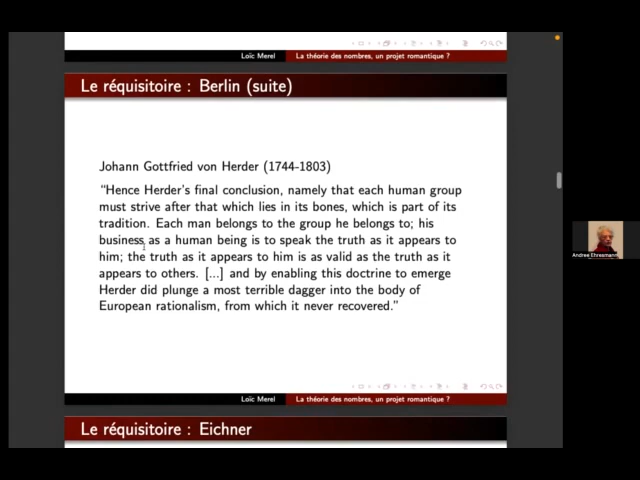 Loïc Merel La théorie des nombres, un projet romantique ?
Le réquisitoire : Berlin (suite)
Johann Gottfried von Herder (1744-1803)
“Hence Herder's final conclusion, namely that each human group
must strive after that which lies in its bones, which is part of its
tradition. Each man belongs to the group he belongs to; his
business as a human being is to speak the truth as it appears to
him; the truth as it appears to him is as valid as the truth as it
appears to others. [...] and by enabling this doctrine to emerge
Herder did plunge a most terrible dagger into the body of
European rationalism, from which it never recovered.”
Andree Ehresmann
Loïc Merel La théorie des nombres, un projet romantique ?
Le réquisitoire : Eichner